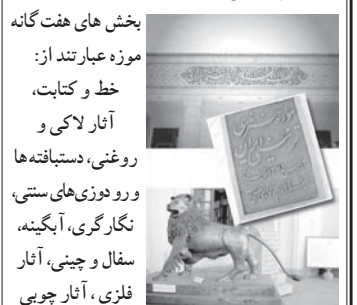 بخش های هفت گانه
موزه عبارتند از:
خط و کتابت،
آثار لاکی و
روغنی، دستبافته‌ها
و رودوزی‌های سنتی،
نگارگری، آبگینه،
سفال و چینی، آثار
فلزی ، آثار چوبی